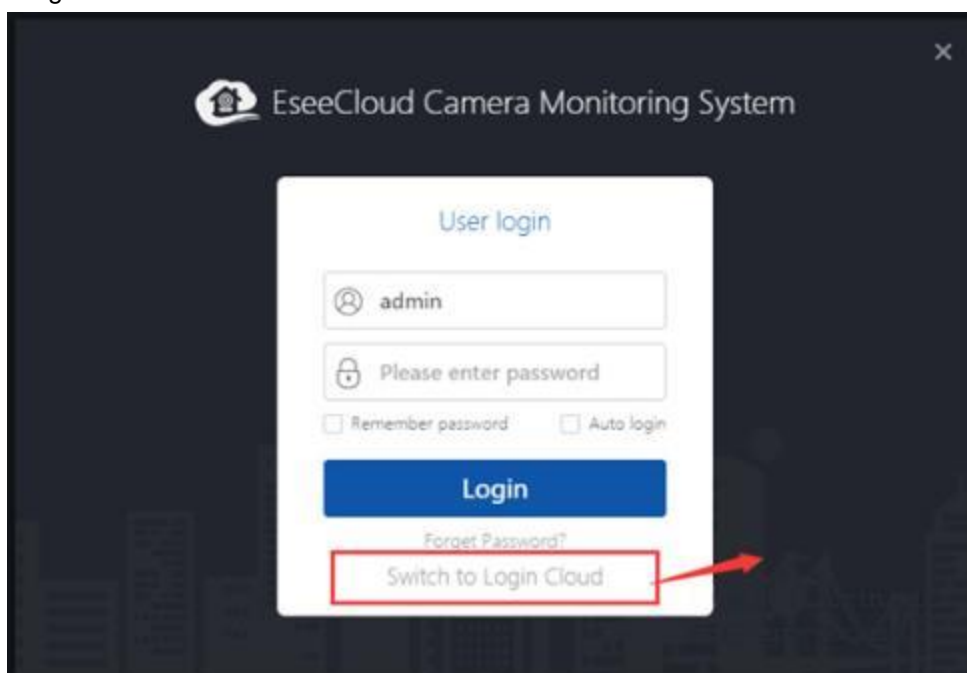 EseeCloud Camera Monitoring System
User login
admin
Please enter password
Remember password Auto login
Login
Forget Password?
Switch to Login Cloud